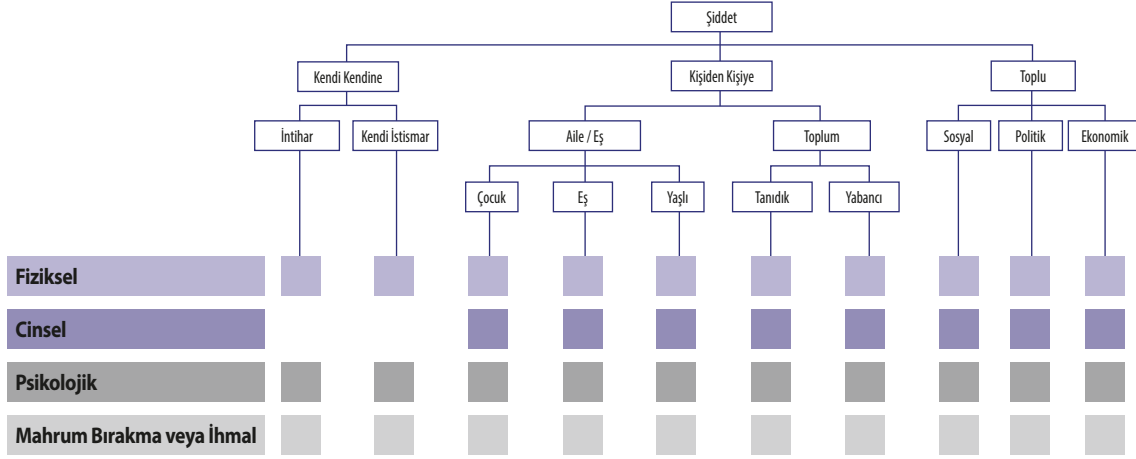 Şiddet
Kendi Kendine
Kişiden Kişiye
Toplu
İntihar
Kendi İstismar
Aile / Eş
Toplum
Sosyal
Politik
Ekonomik
Çocuk
Eş
Yaşlı
Tanıdık
Yabancı
Fiziksel
Cinsel
Psikolojik
Mahrum Bırakma veya İhmal